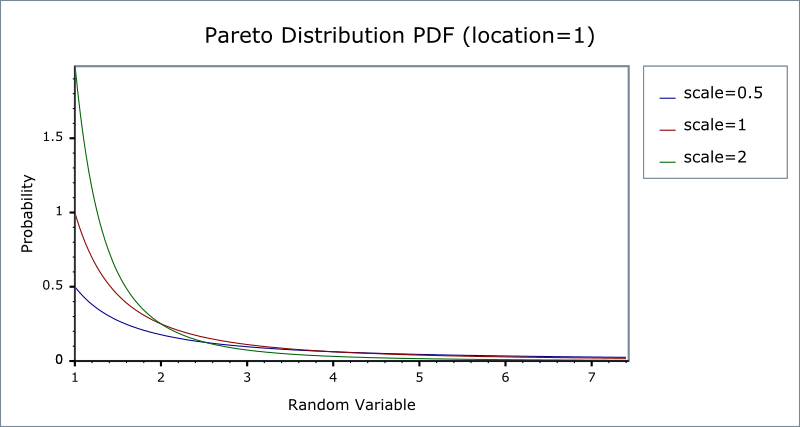 Pareto Distribution PDF (location=1)
scale=0.5
scale=1
scale=2
Probability
1.5
1
0.5
0
1 2 3 4 5 6 7
Random Variable